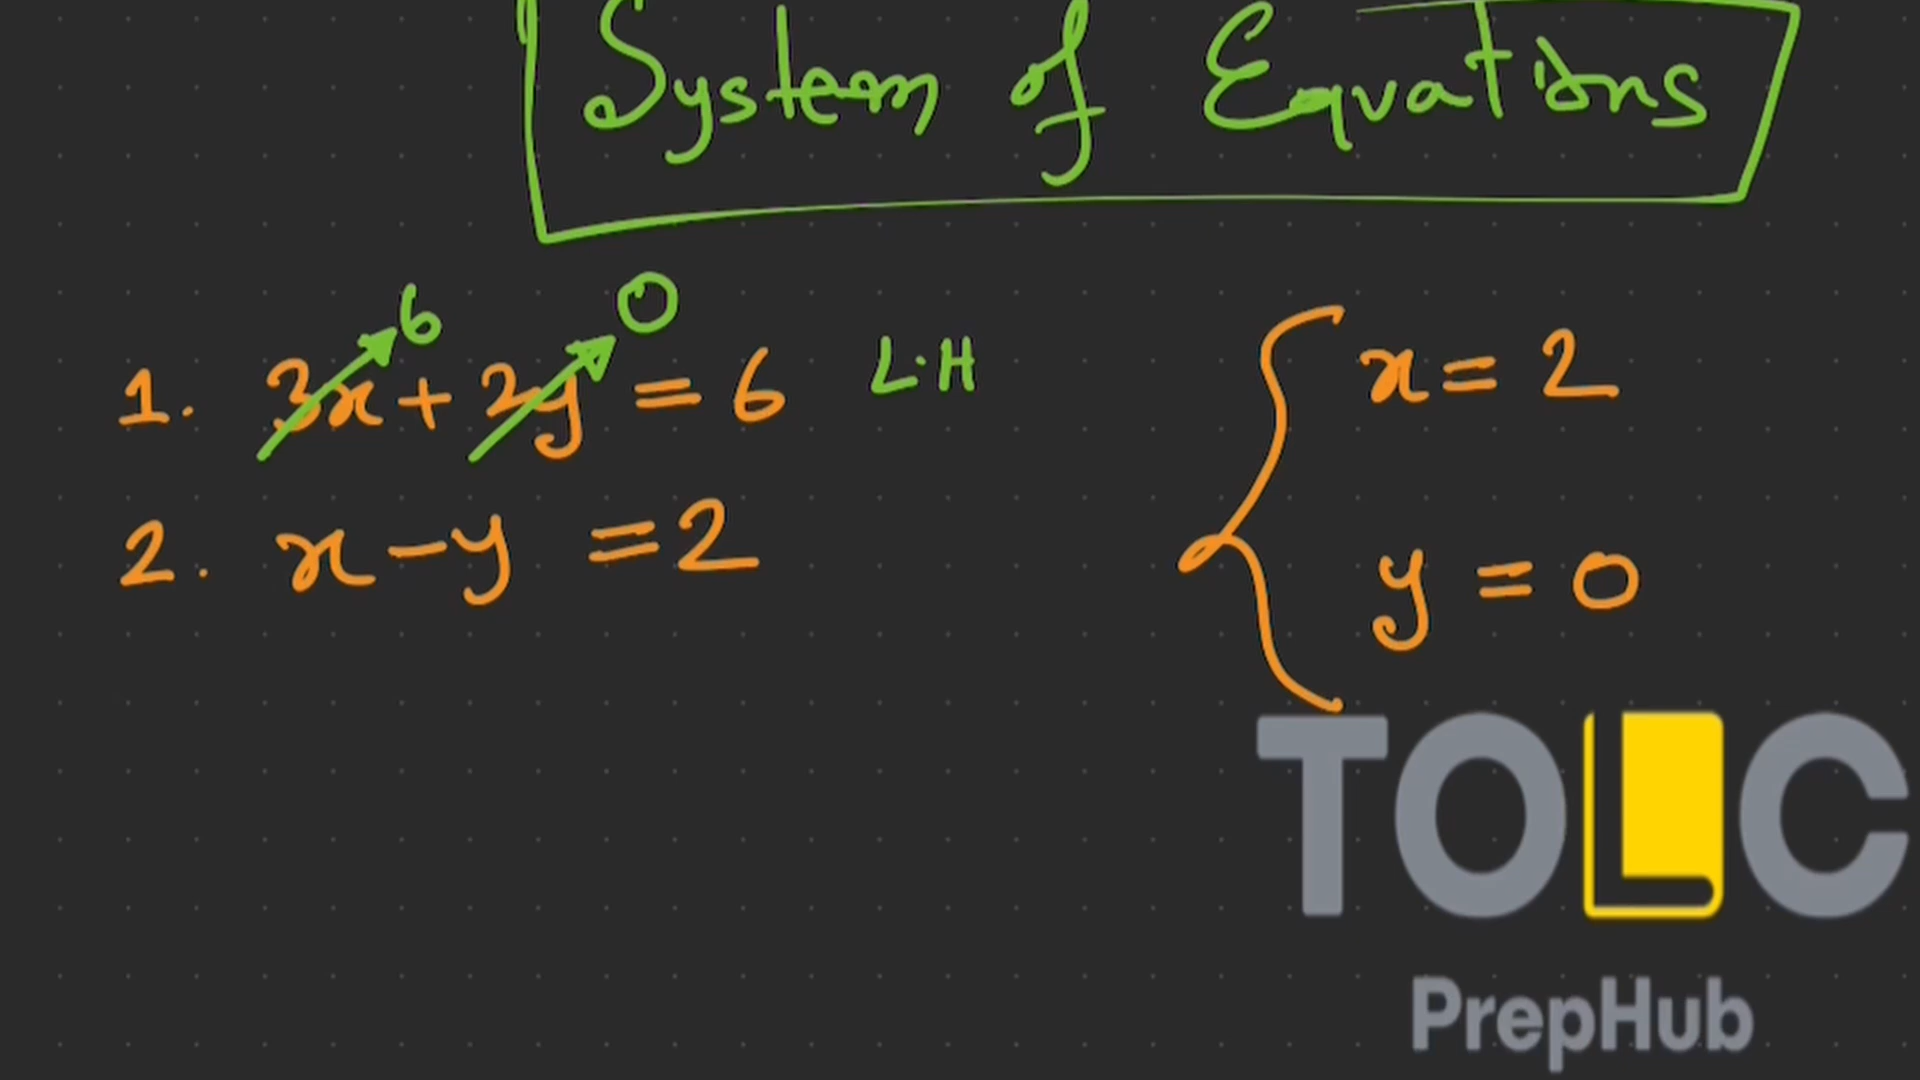 System of Equations
6 0
1. 3x + 2y = 6 L.H
x = 2
2. x - y = 2
y = 0
TOLC
PrepHub